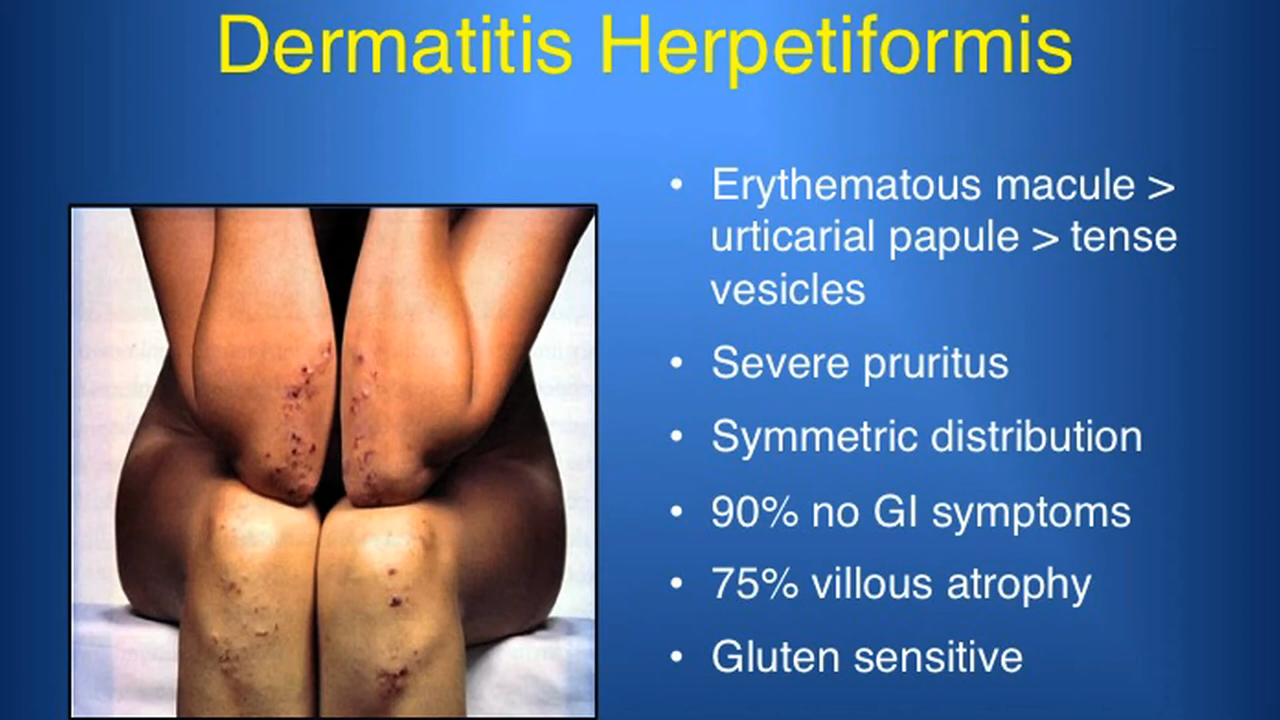 Dermatitis Herpetiformis
• Erythematous macule >
urticarial papule > tense
vesicles
• Severe pruritus
• Symmetric distribution
• 90% no GI symptoms
• 75% villous atrophy
• Gluten sensitive